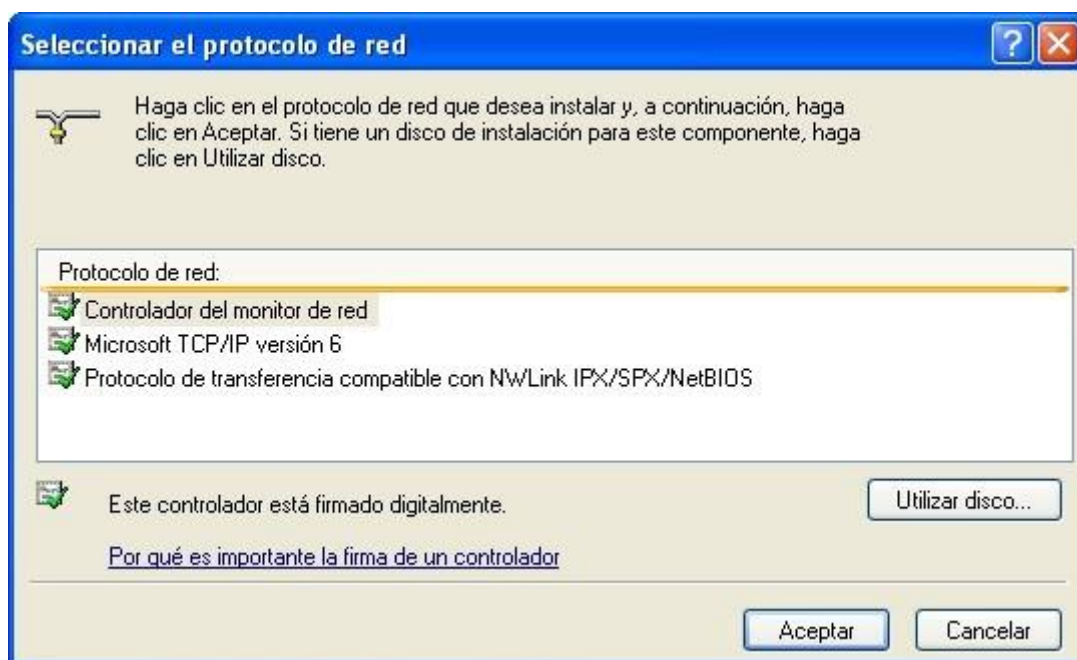 Seleccionar el protocolo de red
Haga clic en el protocolo de red que desea instalar y, a continuación, haga
clic en Aceptar. Si tiene un disco de instalación para este componente, haga
clic en Utilizar disco.
Protocolo de red:
Controlador del monitor de red
Microsoft TCP/IP versión 6
Protocolo de transferencia compatible con NWLink IPX/SPX/NetBIOS
Este controlador está firmado digitalmente.
Utilizar disco...
Por qué es importante la firma de un controlador
Aceptar
Cancelar